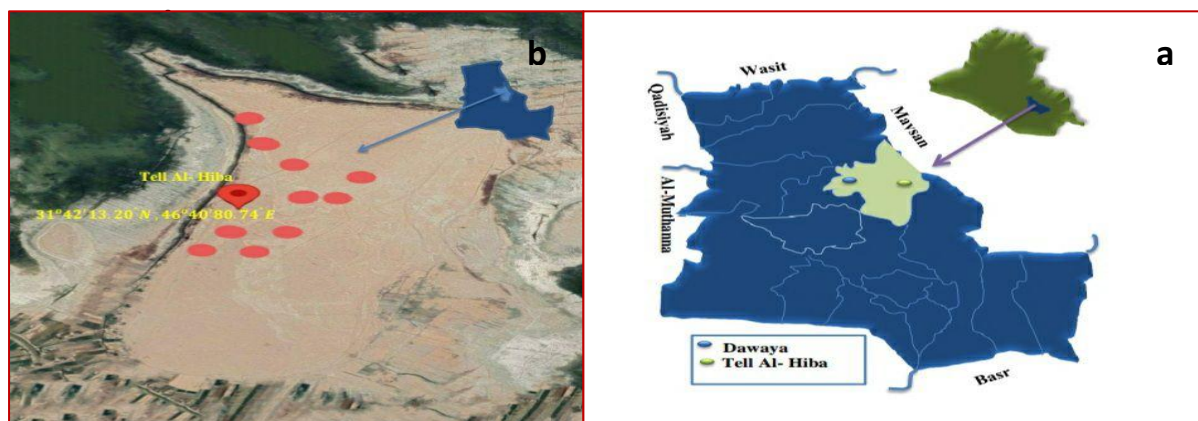 b
Tell Al- Hiba
31° 42 13.20 N , 46° 40' 80.74 E
a
Wasit
Qadisiyah
Maysan
Al-Muthanna
Dawaya
Tell Al- Hiba
Basr